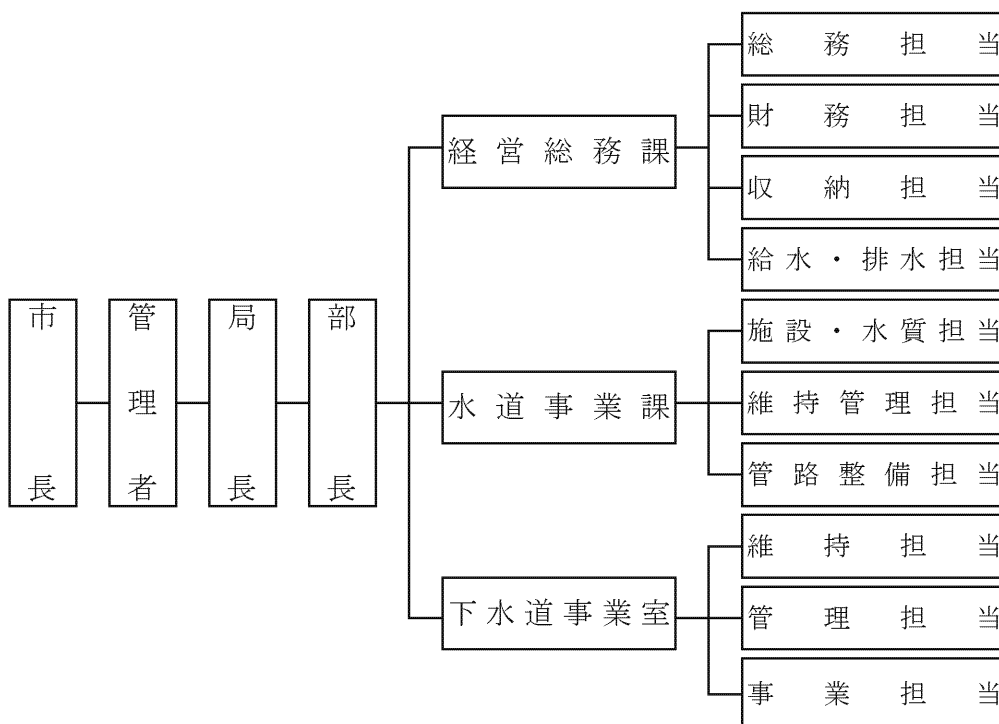 市長
管理者
局長
部長
経営総務課
総務担当
財務担当
収納担当
給水・排水担当
水道事業課
施設・水質担当
維持管理担当
管路整備担当
下水道事業室
維持担当
管理担当
事業担当